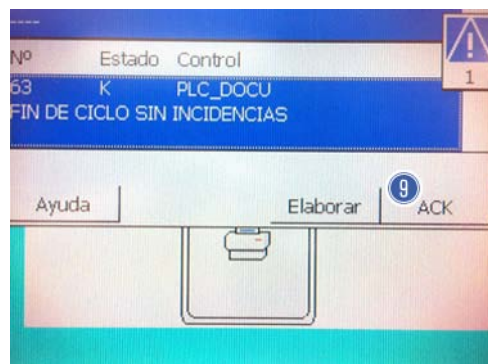 ----
1
Nº Estado Control
63 K PLC_DOCU
FIN DE CICLO SIN INCIDENCIAS
Ayuda Elaborar 9 ACK